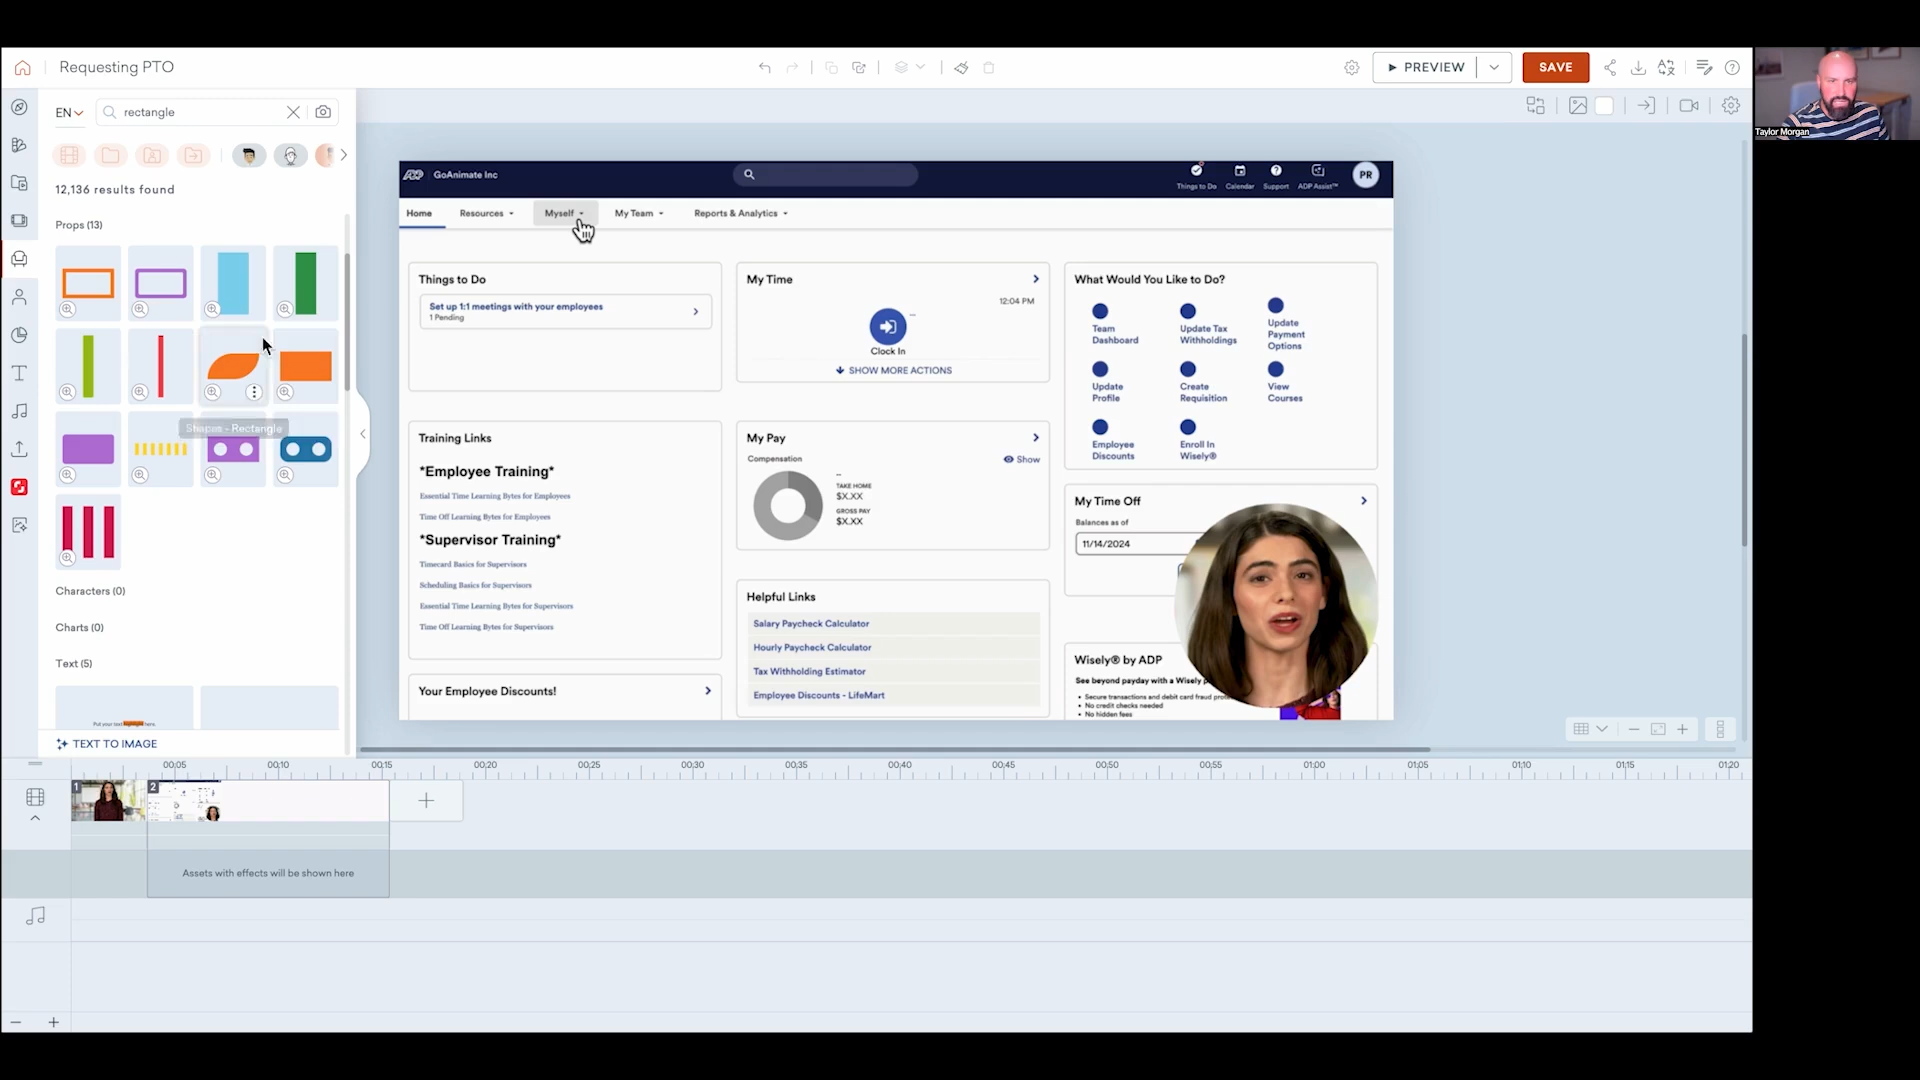 Requesting PTO
PREVIEW
SAVE
Taylor Morgan
EN
rectangle
12,136 results found
Props (13)
Shapes - Rectangle
Characters (0)
Charts (0)
Text (5)
Put your text highlight here.
TEXT TO IMAGE
ADP GoAnimate Inc
Things to Do
Calendar
Support
ADP Assist™
PR
Home
Resources
Myself
My Team
Reports & Analytics
Things to Do
Set up 1:1 meetings with your employees
1 Pending
Training Links
*Employee Training*
Essential Time Learning Bytes for Employees
Time Off Learning Bytes for Employees
*Supervisor Training*
Timecard Basics for Supervisors
Scheduling Basics for Supervisors
Essential Time Learning Bytes for Supervisors
Time Off Learning Bytes for Supervisors
Your Employee Discounts!
My Time
12:04 PM
Clock In
SHOW MORE ACTIONS
My Pay
Compensation
Show
TAKE HOME
$X.XX
GROSS PAY
$X.XX
Helpful Links
Salary Paycheck Calculator
Hourly Paycheck Calculator
Tax Withholding Estimator
Employee Discounts - LifeMart
What Would You Like to Do?
Team Dashboard
Update Tax Withholdings
Update Payment Options
Update Profile
Create Requisition
View Courses
Employee Discounts
Enroll In Wisely®
My Time Off
Balances as of
11/14/2024
Wisely® by ADP
See beyond payday with a Wisely
• Secure transactions and debit card fraud
• No credit checks needed
• No hidden fees
00:05 00:10 00:15 00:20 00:25 00:30 00:35 00:40 00:45 00:50 00:55 01:00 01:05 01:10 01:15 01:20
1
2
Assets with effects will be shown here